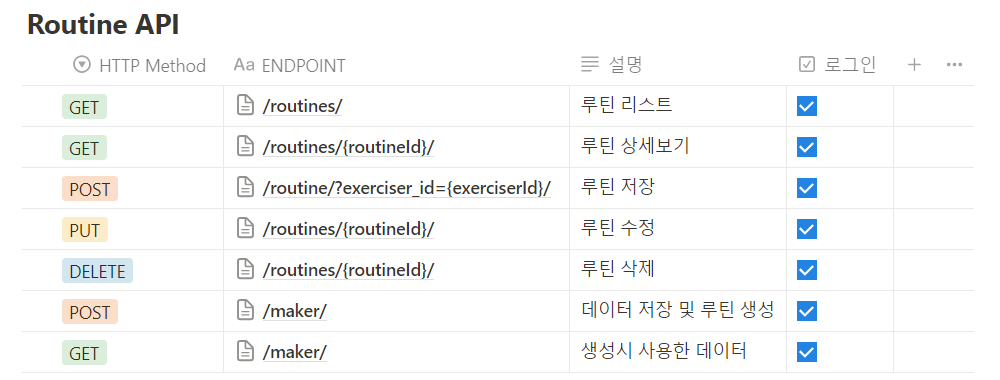 Routine API
HTTP Method Aa ENDPOINT 설명 로그인
GET /routines/ 루틴 리스트
GET /routines/{routineId}/ 루틴 상세보기
POST /routine/?exerciser_id={exerciserId}/ 루틴 저장
PUT /routines/{routineId}/ 루틴 수정
DELETE /routines/{routineId}/ 루틴 삭제
POST /maker/ 데이터 저장 및 루틴 생성
GET /maker/ 생성시 사용한 데이터